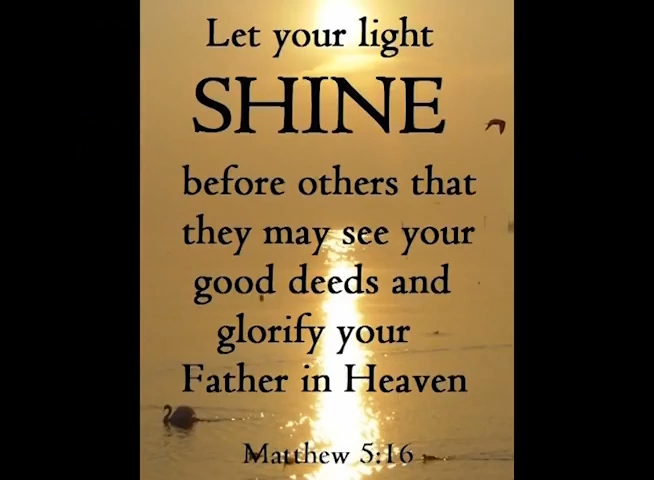 Let your light
SHINE
before others that
they may see your
good deeds and
glorify your
Father in Heaven
Matthew 5:16